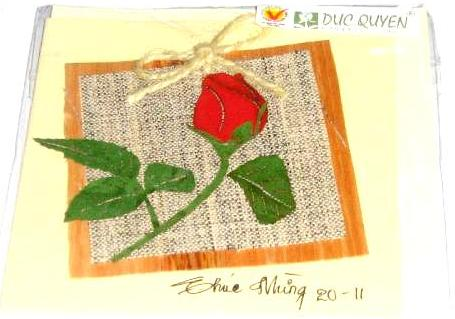 DUC QUYEN
Chúc Mừng 20-11